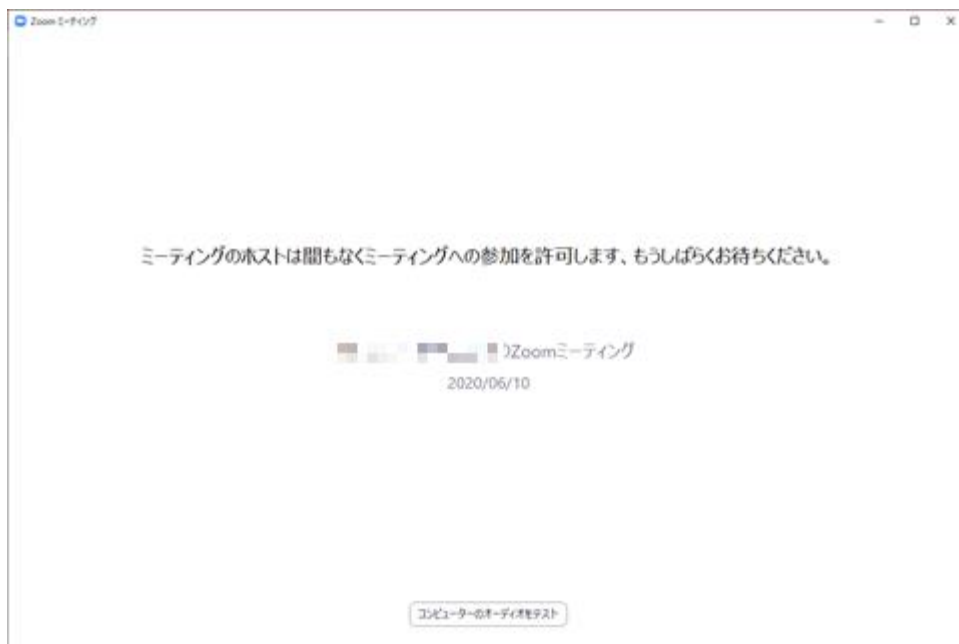 Zoom ミーティング
ミーティングのホストは間もなくミーティングへの参加を許可します、もうしばらくお待ちください。
のZoomミーティング
2020/06/10
コンピューターのオーディオをテスト